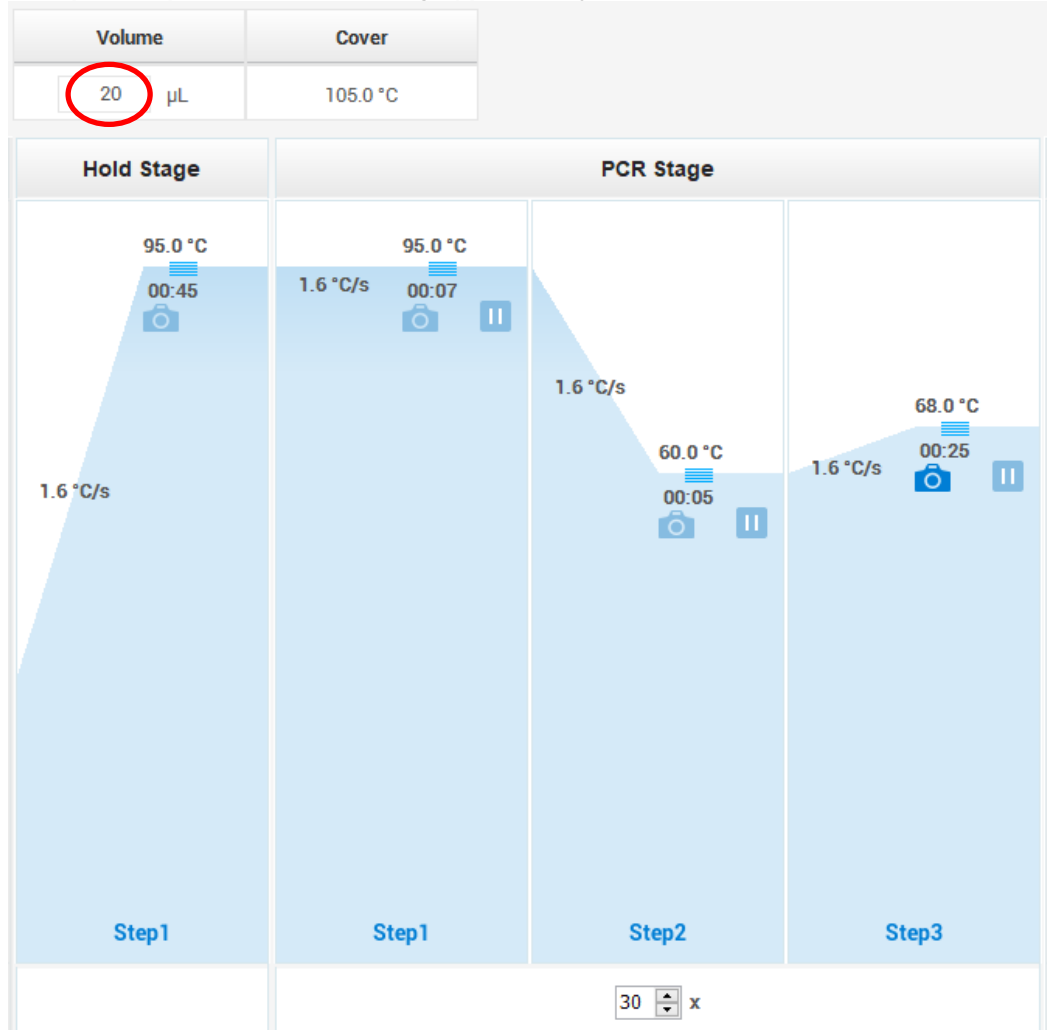 Volume Cover
20 µL 105.0 °C
Hold Stage PCR Stage
95.0 °C 95.0 °C
00:45 1.6 °C/s 00:07
1.6 °C/s
68.0 °C
60.0 °C 00:25
1.6 °C/s
1.6 °C/s 00:05
Step1 Step1 Step2 Step3
30 x